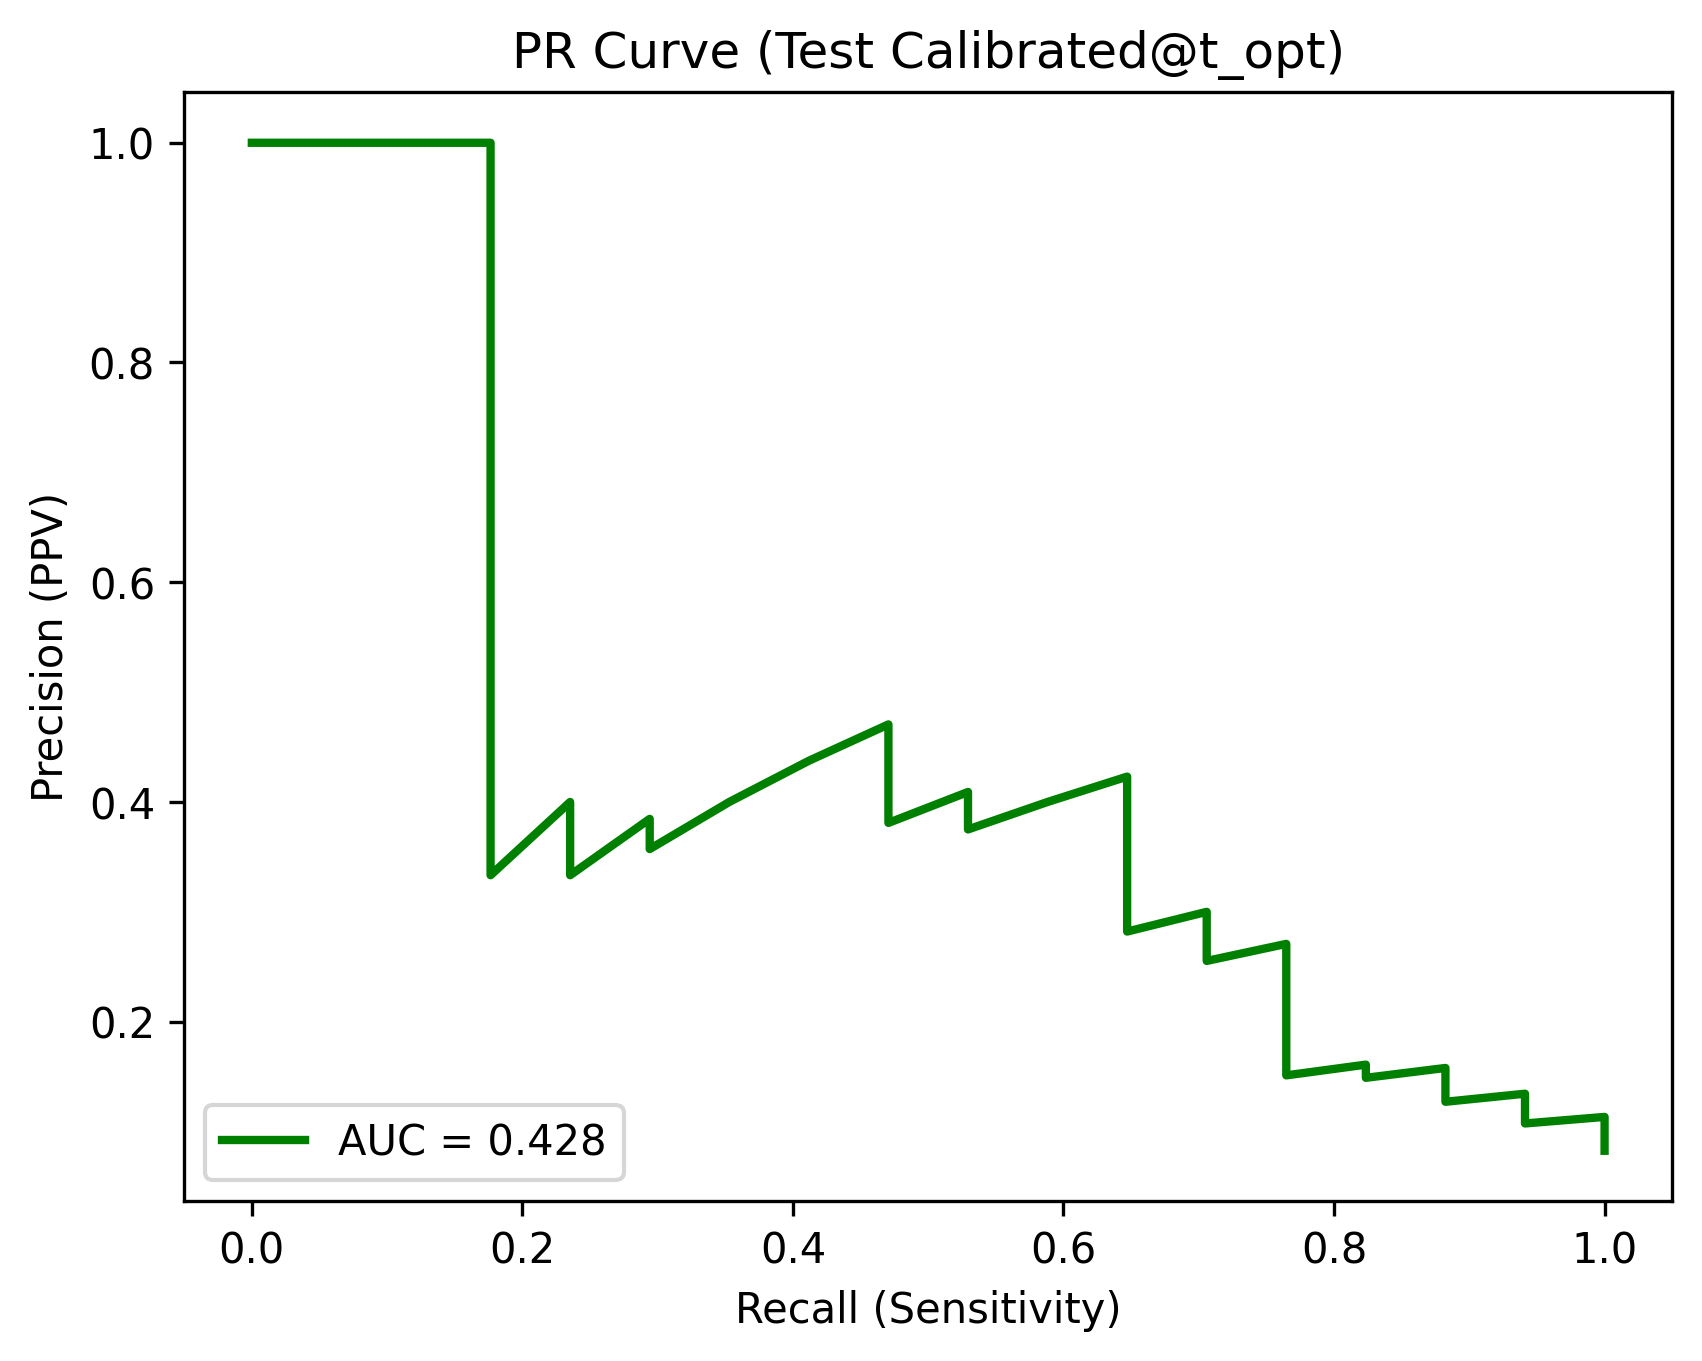 PR Curve (Test Calibrated@t_opt)
Precision (PPV)
1.0
0.8
0.6
0.4
0.2
AUC = 0.428
0.0 0.2 0.4 0.6 0.8 1.0
Recall (Sensitivity)